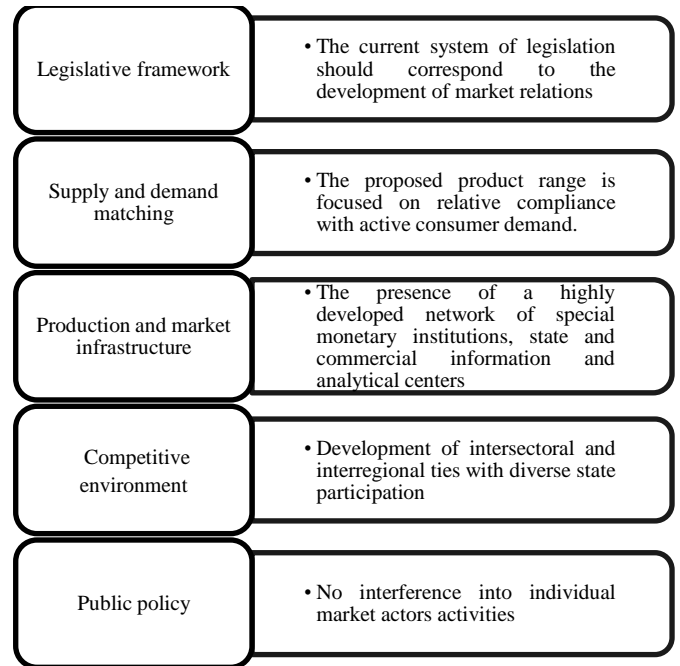 Legislative framework
• The current system of legislation
should correspond to the
development of market relations
Supply and demand
matching
• The proposed product range is
focused on relative compliance
with active consumer demand.
Production and market
infrastructure
• The presence of a highly
developed network of special
monetary institutions, state and
commercial information and
analytical centers
Competitive
environment
• Development of intersectoral and
interregional ties with diverse state
participation
Public policy
• No interference into individual
market actors activities